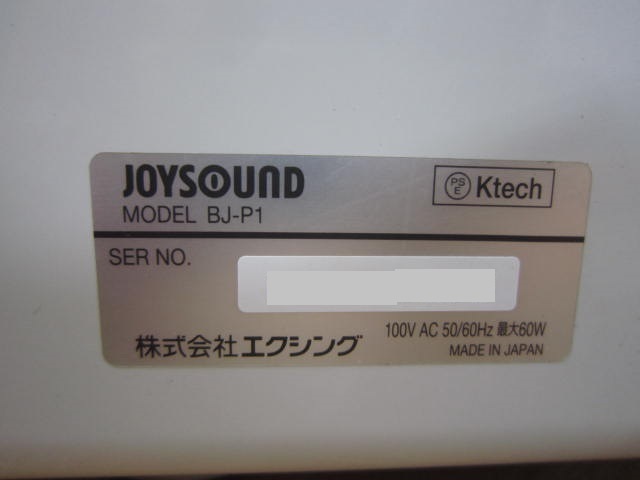 JOYSOUND
PSE Ktech
MODEL BJ-P1
SER NO.
100V AC 50/60Hz 最大60W
株式会社エクシング
MADE IN JAPAN